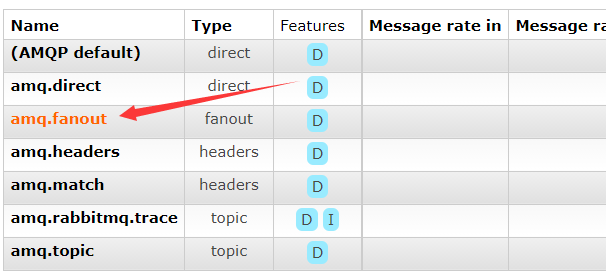 Name Type Features Message rate in Message ra
(AMQP default) direct D
amq.direct direct D
amq.fanout fanout D
amq.headers headers D
amq.match headers D
amq.rabbitmq.trace topic D I
amq.topic topic D